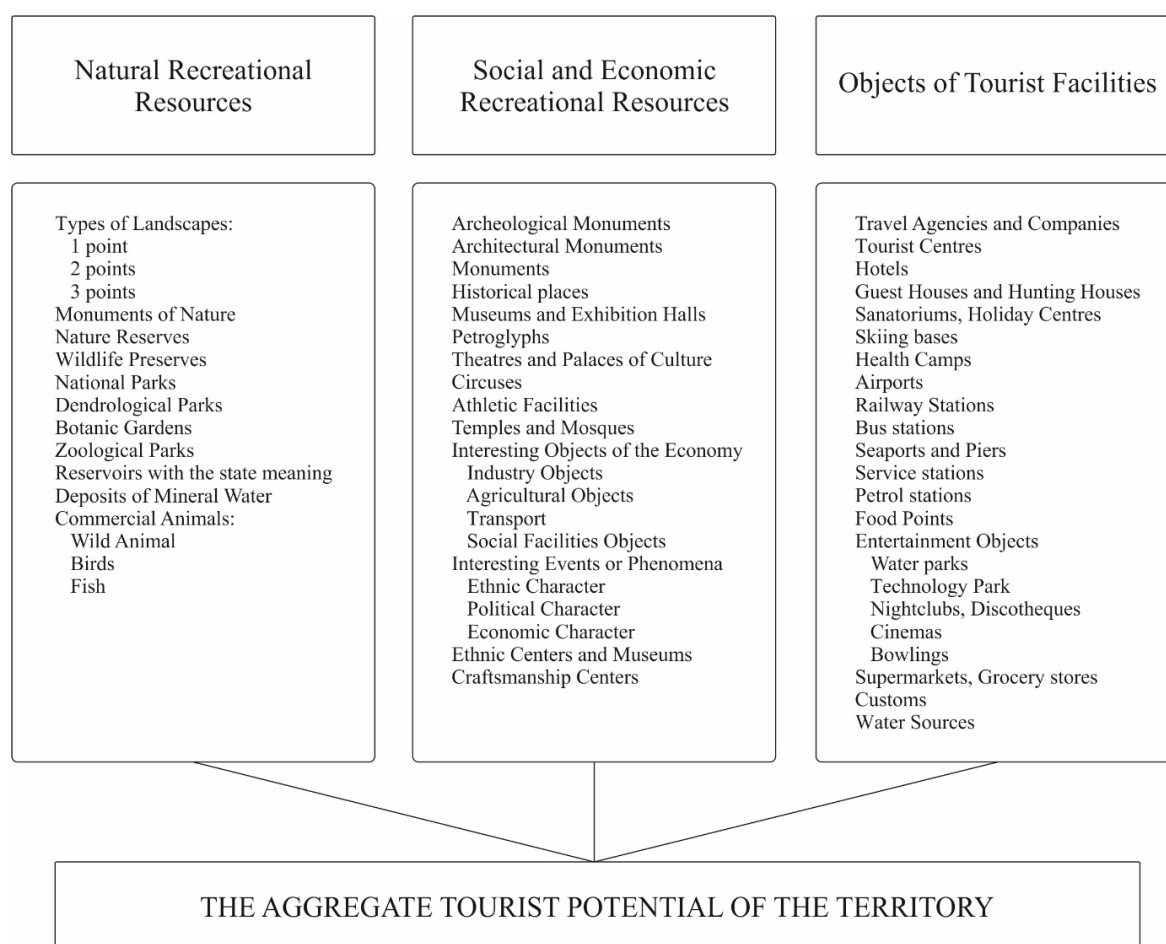 Natural Recreational
Resources
Social and Economic
Recreational Resources
Objects of Tourist Facilities
Types of Landscapes:
1 point
2 points
3 points
Monuments of Nature
Nature Reserves
Wildlife Preserves
National Parks
Dendrological Parks
Botanic Gardens
Zoological Parks
Reservoirs with the state meaning
Deposits of Mineral Water
Commercial Animals:
Wild Animal
Birds
Fish
Archeological Monuments
Architectural Monuments
Monuments
Historical places
Museums and Exhibition Halls
Petroglyphs
Theatres and Palaces of Culture
Circuses
Athletic Facilities
Temples and Mosques
Interesting Objects of the Economy
Industry Objects
Agricultural Objects
Transport
Social Facilities Objects
Interesting Events or Phenomena
Ethnic Character
Political Character
Economic Character
Ethnic Centers and Museums
Craftsmanship Centers
Travel Agencies and Companies
Tourist Centres
Hotels
Guest Houses and Hunting Houses
Sanatoriums, Holiday Centres
Skiing bases
Health Camps
Airports
Railway Stations
Bus stations
Seaports and Piers
Service stations
Petrol stations
Food Points
Entertainment Objects
Water parks
Technology Park
Nightclubs, Discotheques
Cinemas
Bowlings
Supermarkets, Grocery stores
Customs
Water Sources
THE AGGREGATE TOURIST POTENTIAL OF THE TERRITORY